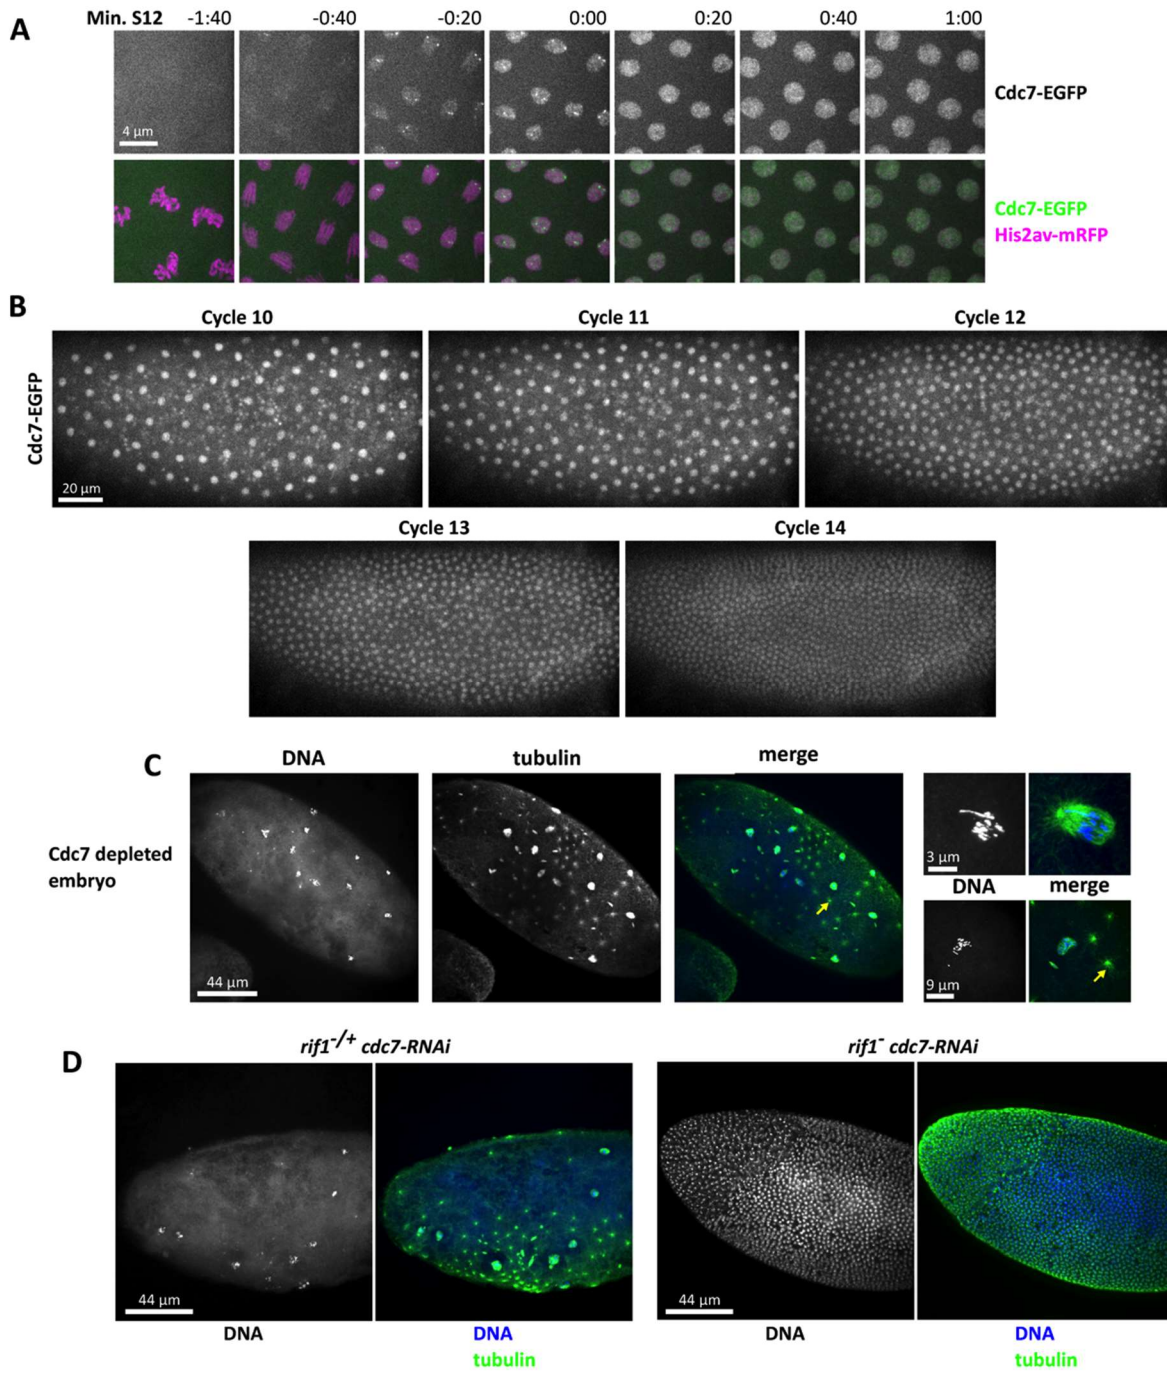 A
Min. S12 -1:40 -0:40 -0:20 0:00 0:20 0:40 1:00
Cdc7-EGFP
4 µm
Cdc7-EGFP
His2av-mRFP
B
Cycle 10 Cycle 11 Cycle 12
Cdc7-EGFP
20 µm
Cycle 13 Cycle 14
C
DNA tubulin merge
Cdc7 depleted
embryo
3 µm
DNA merge
44 µm
9 µm
D
rif1-/+ cdc7-RNAi rif1- cdc7-RNAi
44 µm 44 µm
DNA DNA DNA DNA
tubulin tubulin